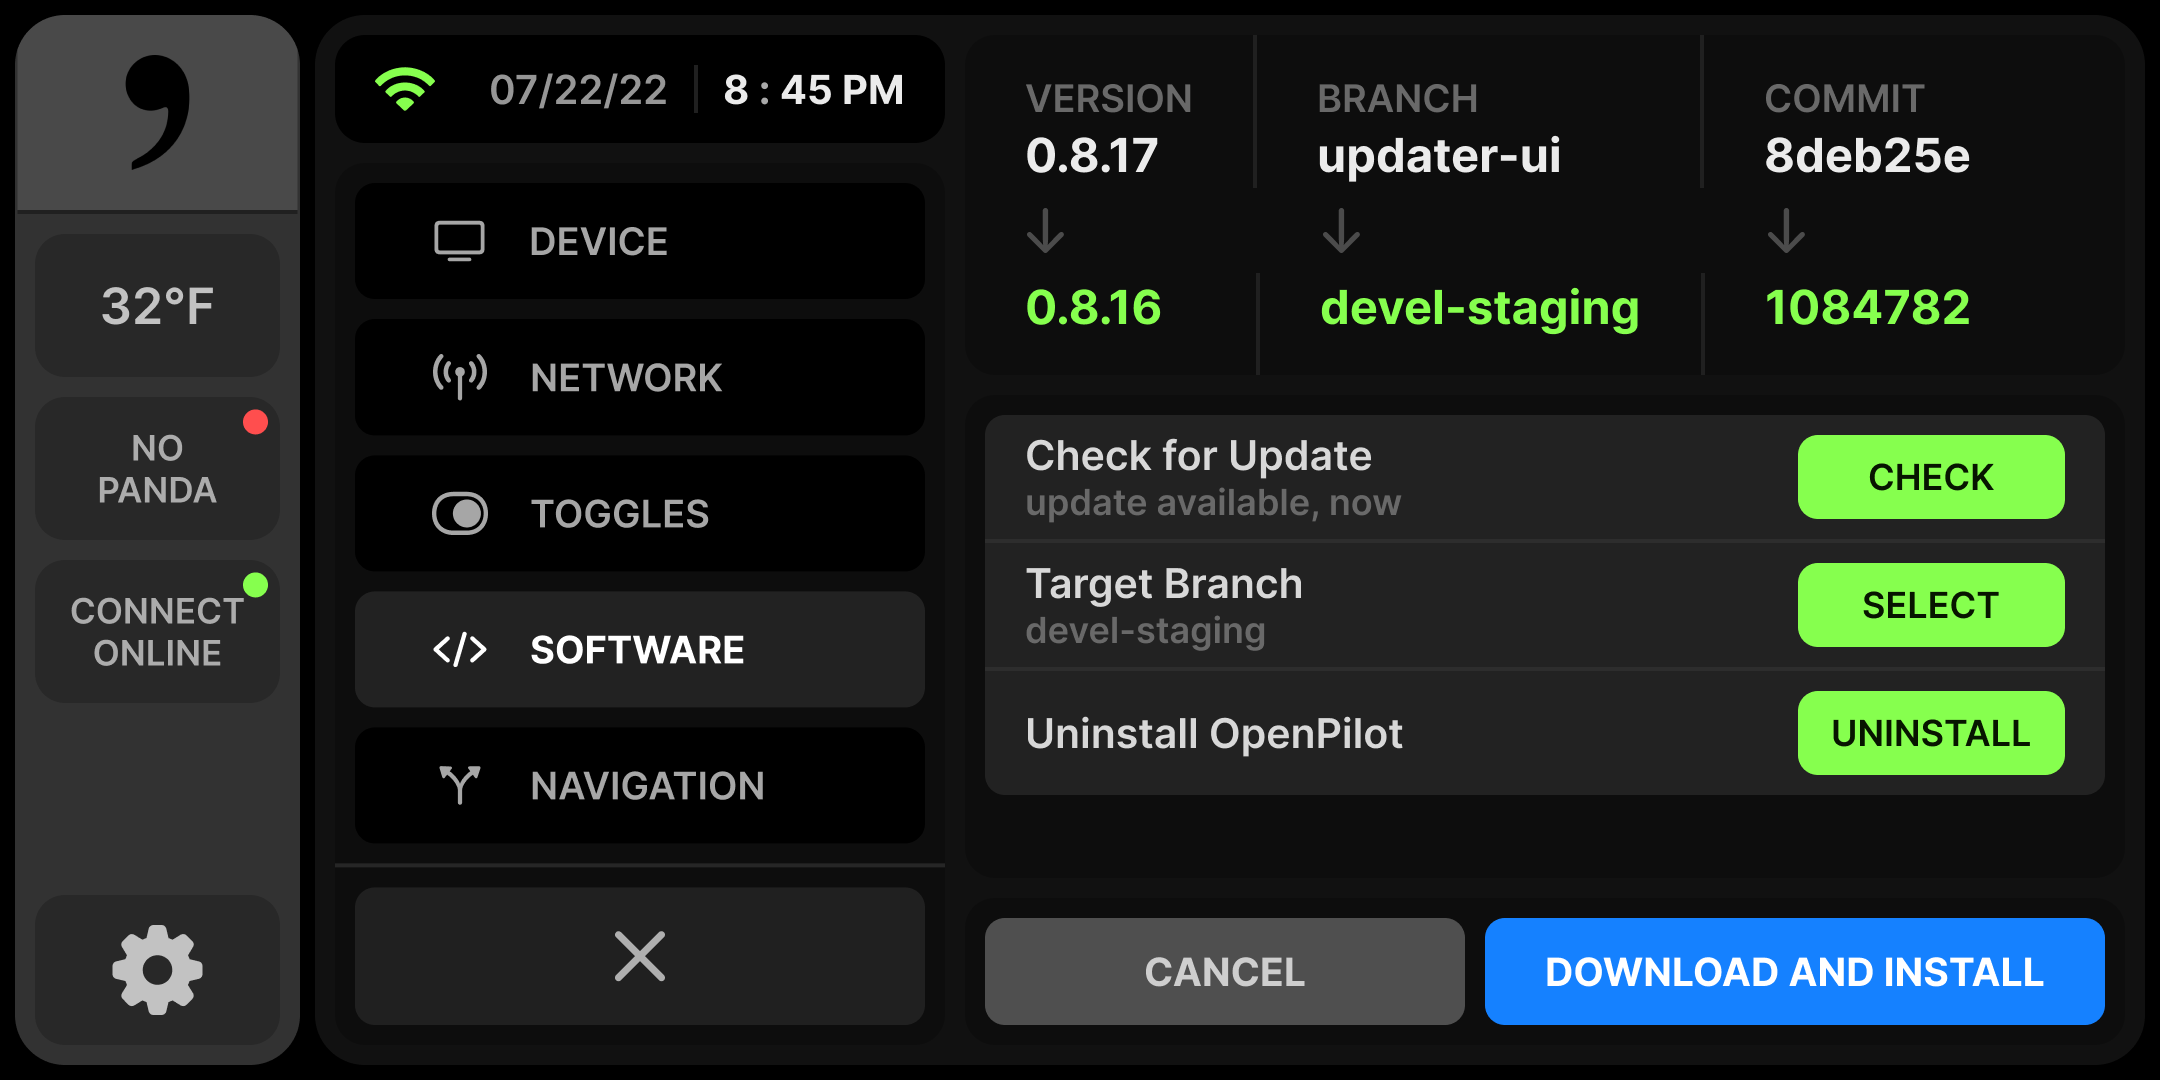 32°F
NO
PANDA
CONNECT
ONLINE
07/22/22 8 : 45 PM
DEVICE
NETWORK
TOGGLES
SOFTWARE
NAVIGATION
VERSION BRANCH COMMIT
0.8.17 updater-ui 8deb25e
0.8.16 devel-staging 1084782
Check for Update CHECK
update available, now
Target Branch SELECT
devel-staging
Uninstall OpenPilot UNINSTALL
CANCEL DOWNLOAD AND INSTALL